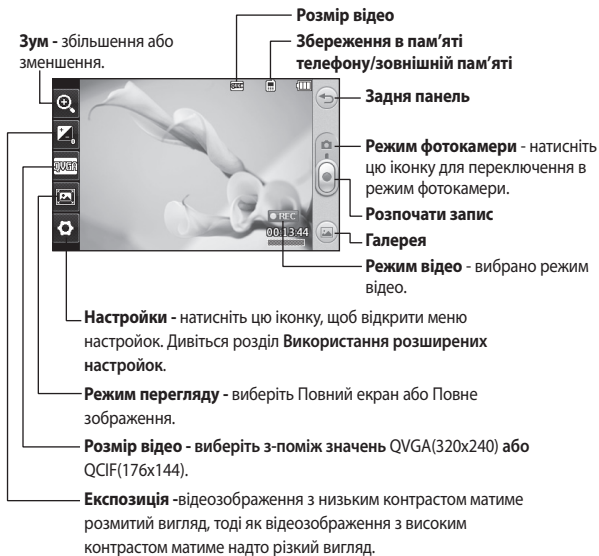 Розмір відео
Зум - збільшення або
зменшення.
Збереження в пам’яті
телефону/зовнішній пам’яті
Задня панель
Режим фотокамери - натисніть
цю іконку для переключення в
режим фотокамери.
QVGA
Розпочати запис
REC
00:13:44
Галерея
Режим відео - вибрано режим
відео.
Настройки - натисніть цю іконку, щоб відкрити меню
настройок. Дивіться розділ Використання розширених
настройок.
Режим перегляду - виберіть Повний екран або Повне
зображення.
Розмір відео - виберіть з-поміж значень QVGA(320x240) або
QCIF(176x144).
Експозиція -відеозображення з низьким контрастом матиме
розмитий вигляд, тоді як відеозображення з високим
контрастом матиме надто різкий вигляд.